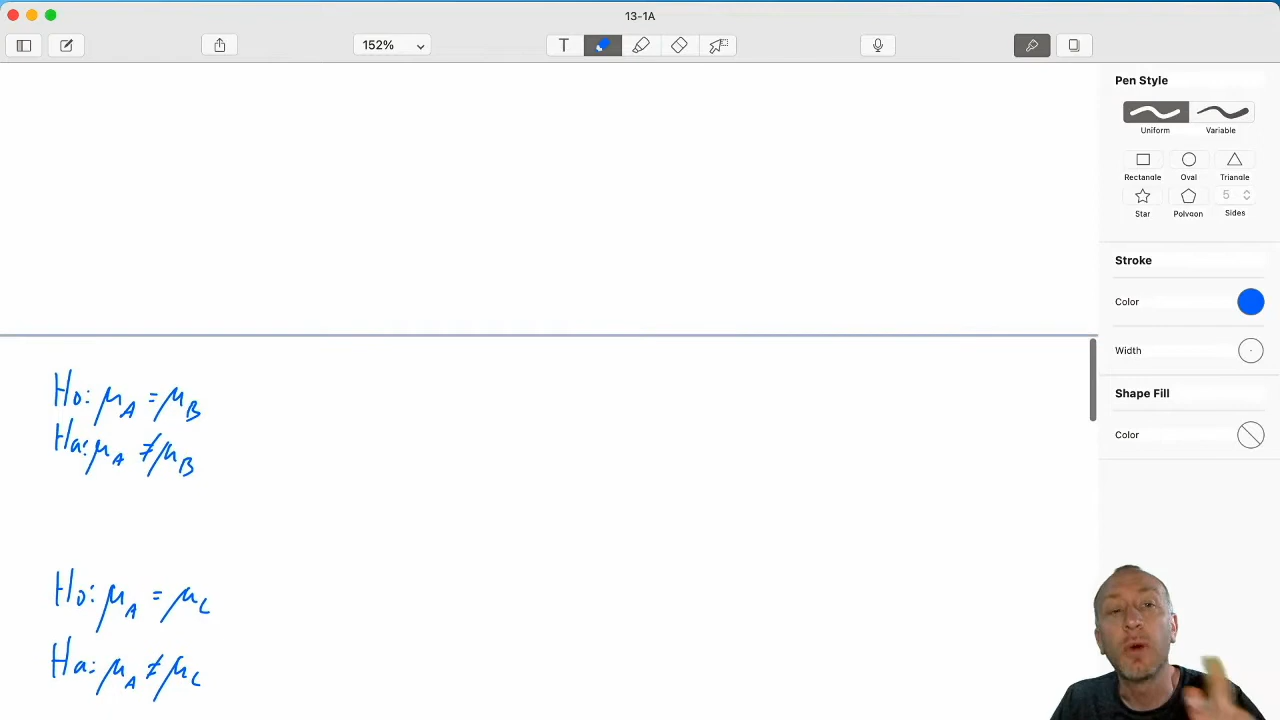 13-1A
152%
T
Pen Style
Uniform
Variable
Rectangle
Oval
Triangle
Star
Polygon
5
Sides
Stroke
Color
Width
Shape Fill
Color
Ho: μA = μB
Ha: μA ≠ μB
Ho: μA = μC
Ha: μA ≠ μC